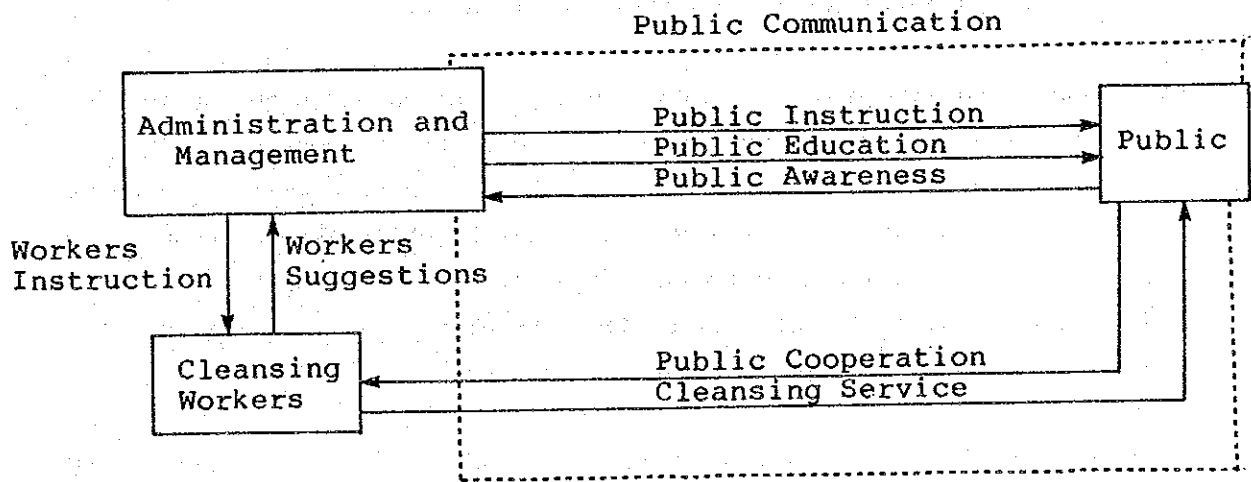 Public Communication
Administration and
Management
Public Instruction
Public Education
Public Awareness
Public
Workers
Instruction
Workers
Suggestions
Cleansing
Workers
Public Cooperation
Cleansing Service